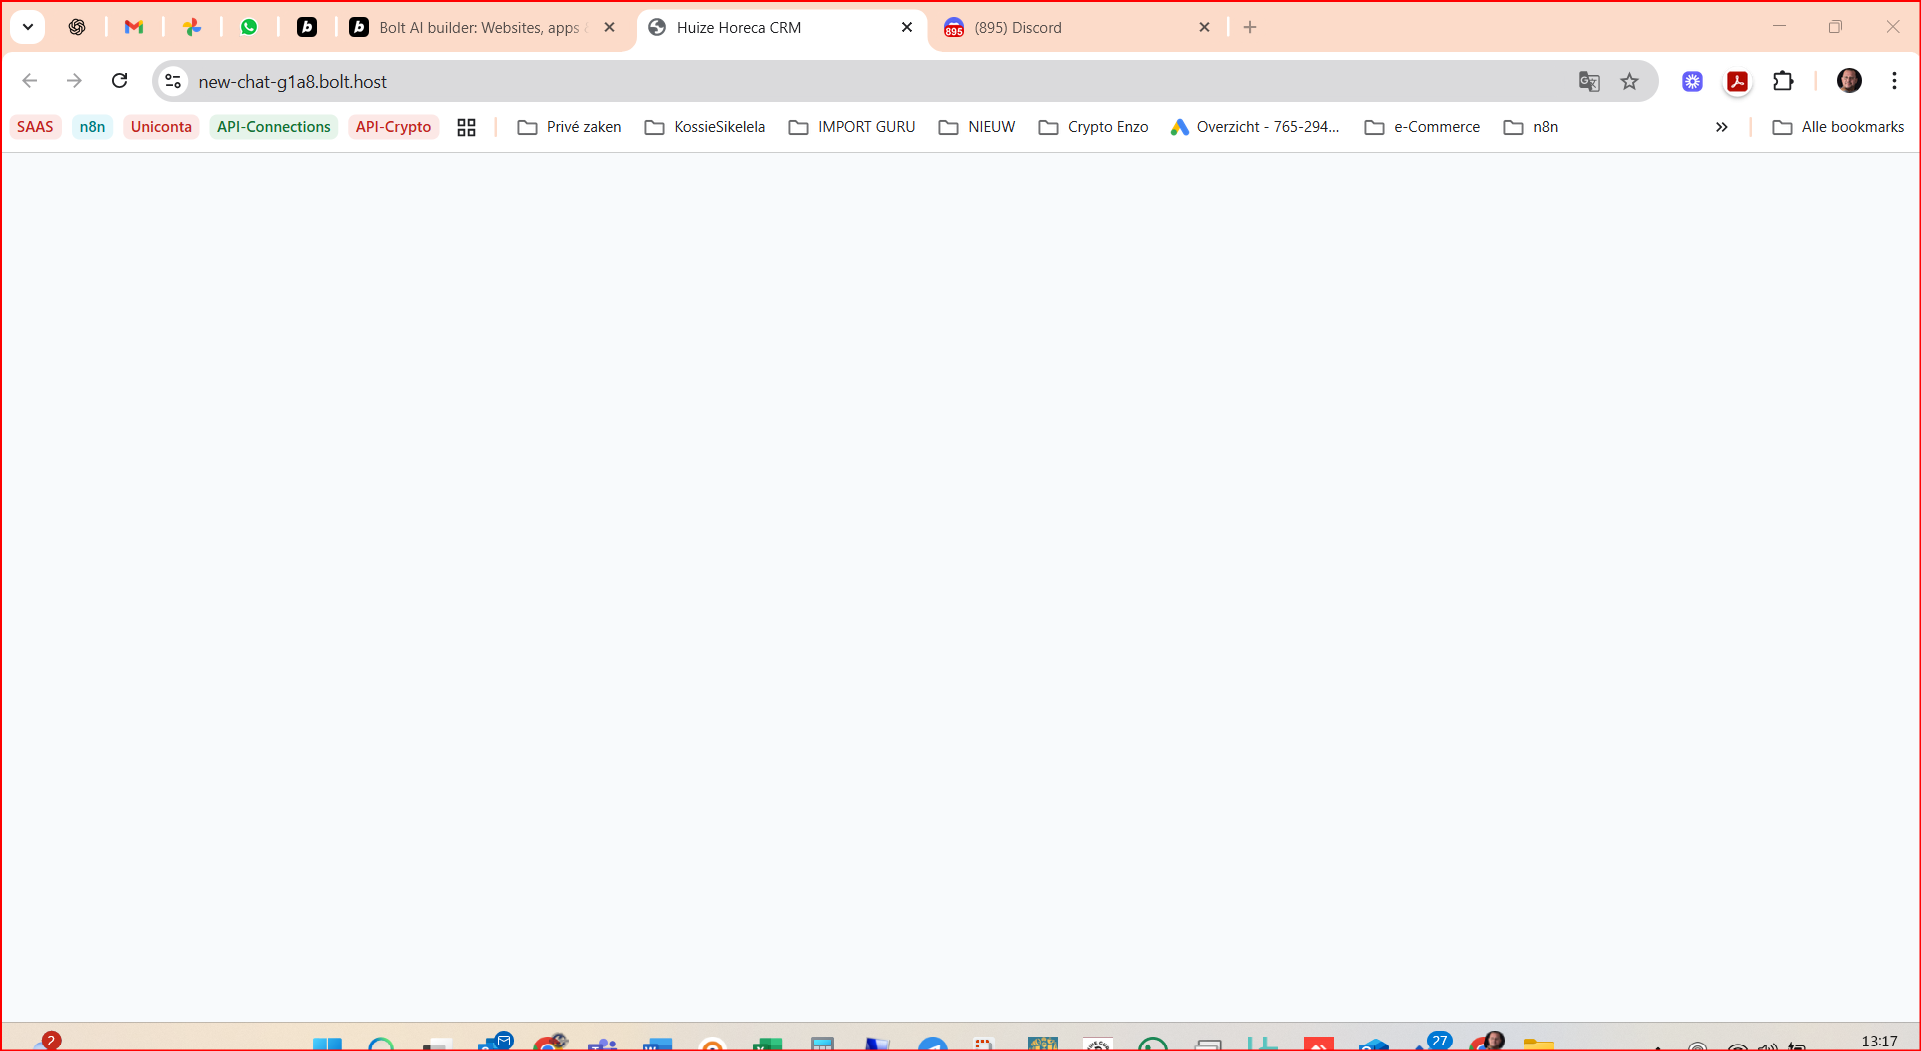 Bolt AI builder: Websites, apps
Huize Horeca CRM
895
(895) Discord
new-chat-g1a8.bolt.host
SAAS
n8n
Uniconta
API-Connections
API-Crypto
Privé zaken
KossieSikelela
IMPORT GURU
NIEUW
Crypto Enzo
Overzicht - 765-294...
e-Commerce
n8n
Alle bookmarks
2
27
13:17